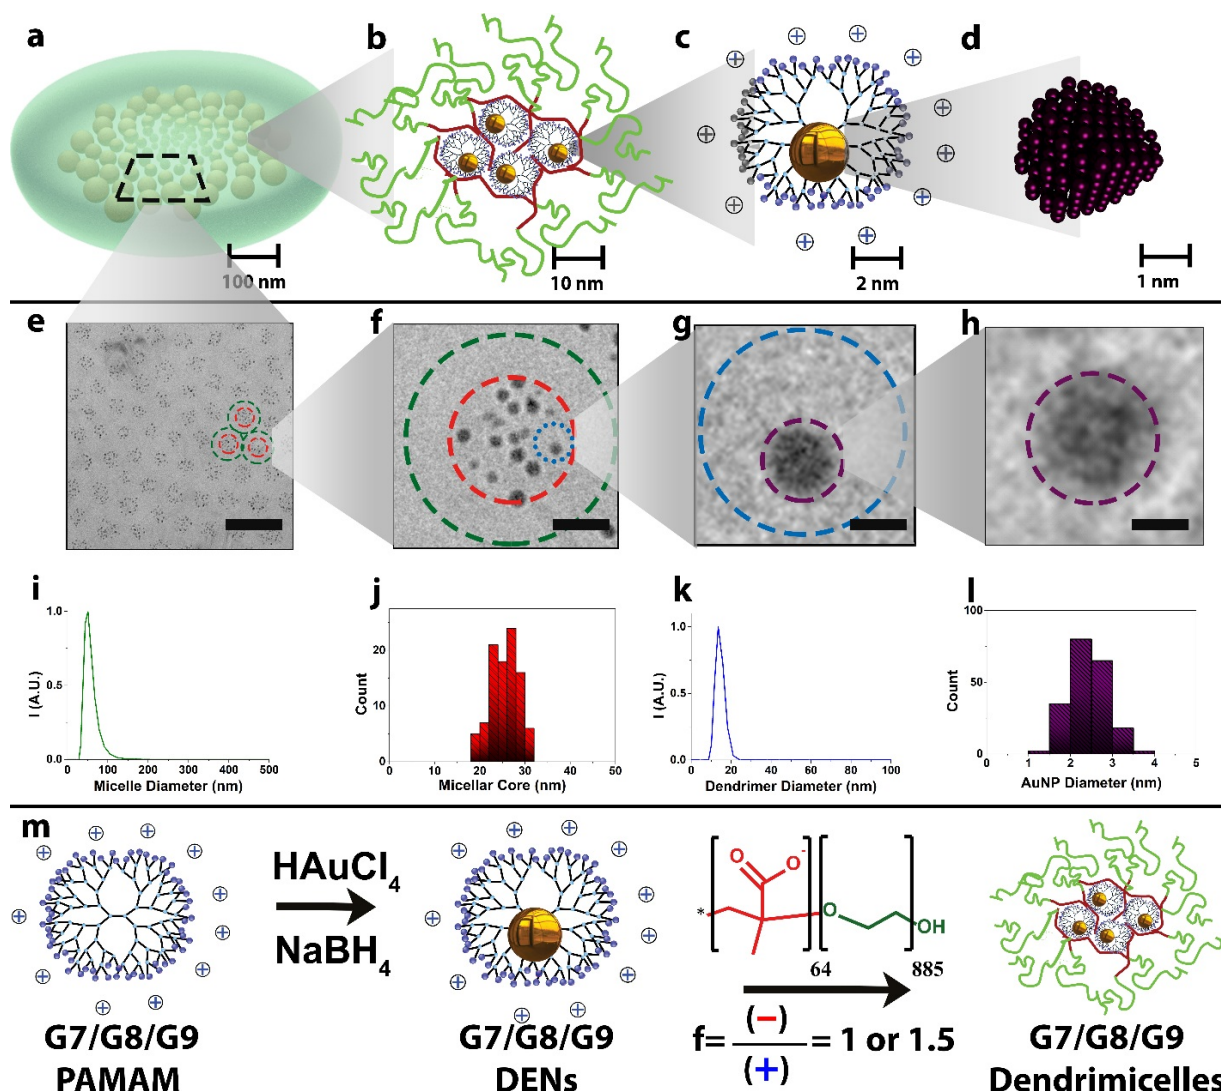 a
b
c
d
100 nm
10 nm
2 nm
1 nm
e
f
g
h
i
I (A.U.)
1.0
0.5
0.0
0 100 200 300 400 500
Micelle Diameter (nm)
j
Count
20
10
0
0 10 20 30 40 50
Micellar Core (nm)
k
I (A.U.)
1.0
0.5
0.0
0 20 40 60 80 100
Dendrimer Diameter (nm)
l
Count
100
50
0
0 1 2 3 4 5
AuNP Diameter (nm)
m
HAuCl4
NaBH4
G7/G8/G9
PAMAM
G7/G8/G9
DENs
*
O
O-
64
O
OH
885
f= (−)/(+) = 1 or 1.5
G7/G8/G9
Dendrimicelles